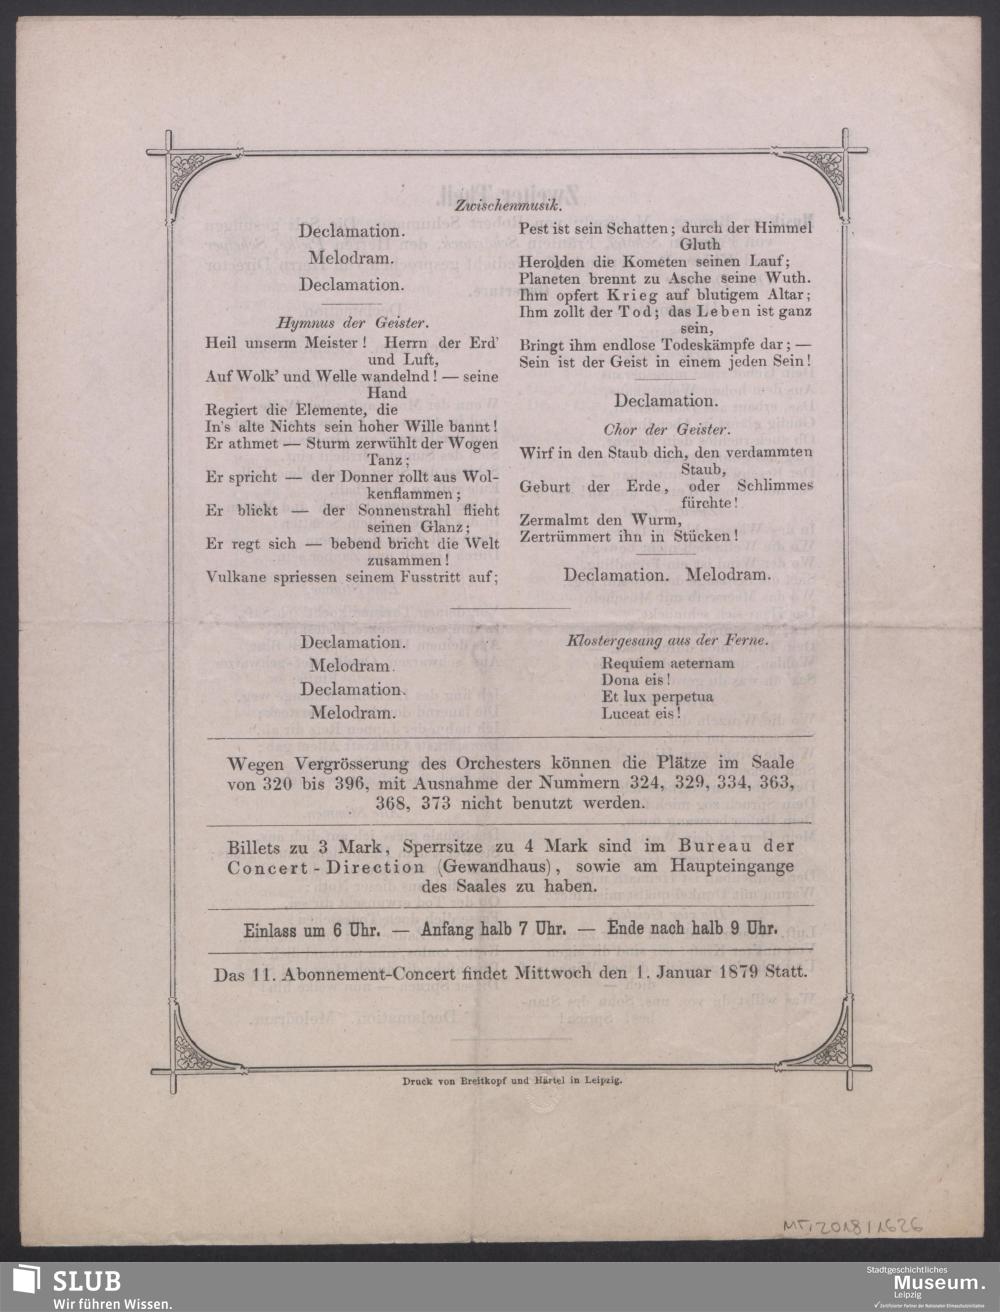 Zwischenmusik.
Declamation.
Melodram.
Declamation.
Hymnus der Geister.
Heil unserm Meister! Herrn der Erd'
und Luft,
Auf Wolk' und Welle wandelnd! — seine
Hand
Regiert die Elemente, die
In's alte Nichts sein hoher Wille bannt!
Er athmet — Sturm zerwühlt der Wogen
Tanz;
Er spricht — der Donner rollt aus Wol-
kenflammen;
Er blickt — der Sonnenstrahl flieht
seinen Glanz;
Er regt sich — bebend bricht die Welt
zusammen!
Vulkane spriessen seinem Fusstritt auf;
Pest ist sein Schatten; durch der Himmel
Gluth
Herolden die Kometen seinen Lauf;
Planeten brennt zu Asche seine Wuth.
Ihm opfert Krieg auf blutigem Altar;
Ihm zollt der Tod; das Leben ist ganz
sein,
Bringt ihm endlose Todeskämpfe dar; —
Sein ist der Geist in einem jeden Sein!
Declamation.
Chor der Geister.
Wirf in den Staub dich, den verdammten
Staub,
Geburt der Erde, oder Schlimmes
fürchte!
Zermalmt den Wurm,
Zertrümmert ihn in Stücken!
Declamation. Melodram.
Declamation.
Melodram.
Declamation.
Melodram.
Klostergesang aus der Ferne.
Requiem aeternam
Dona eis!
Et lux perpetua
Luceat eis!
Wegen Vergrösserung des Orchesters können die Plätze im Saale
von 320 bis 396, mit Ausnahme der Nummern 324, 329, 334, 363,
368, 373 nicht benutzt werden.
Billets zu 3 Mark, Sperrsitze zu 4 Mark sind im Bureau der
Concert-Direction (Gewandhaus), sowie am Haupteingange
des Saales zu haben.
Einlass um 6 Uhr. — Anfang halb 7 Uhr. — Ende nach halb 9 Uhr.
Das 11. Abonnement-Concert findet Mittwoch den 1. Januar 1879 Statt.
Druck von Breitkopf und Härtel in Leipzig.
MT/2018/1626
SLUB
Wir führen Wissen.
Stadtgeschichtliches
Museum.
Leipzig
Zertifizierter Partner der Nationalen Klimaschutzinitiative